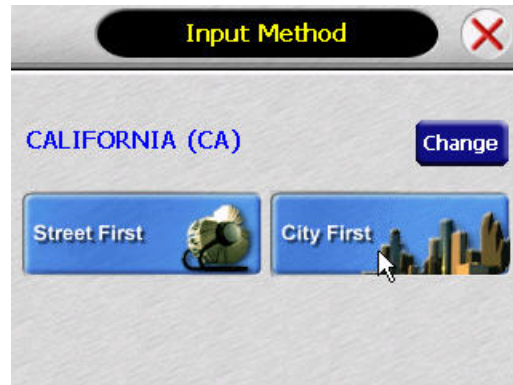 Input Method
CALIFORNIA (CA)
Change
Street First
City First